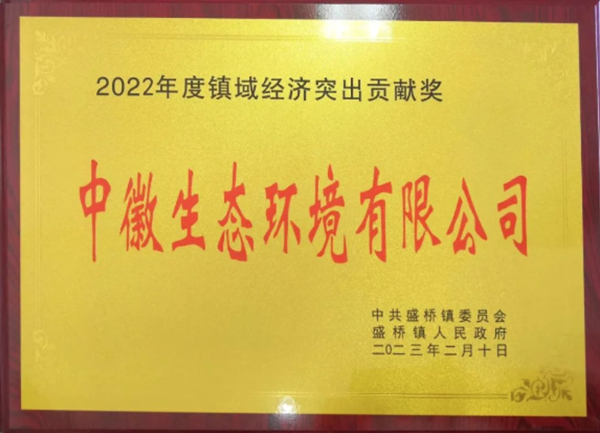 2022年度镇域经济突出贡献奖
中徽生态环境有限公司
中共盛桥镇委员会
盛桥镇人民政府
二〇二三年二月十日